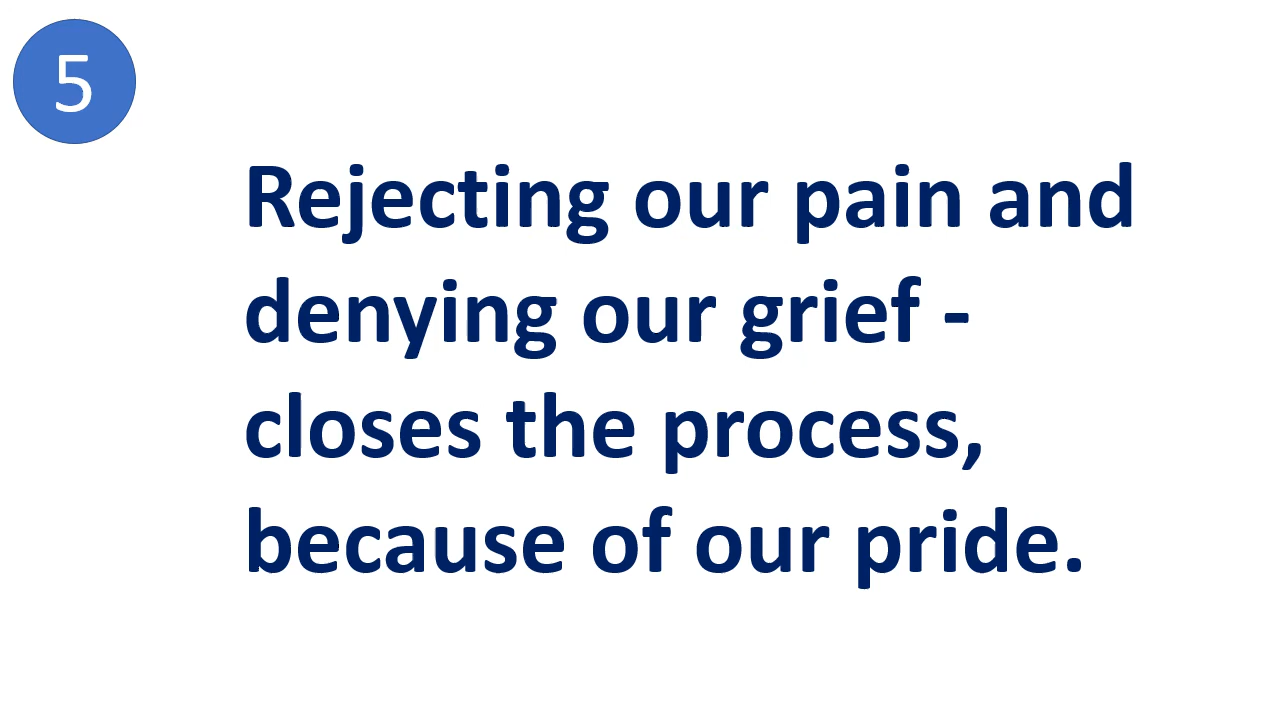 5
Rejecting our pain and
denying our grief -
closes the process,
because of our pride.